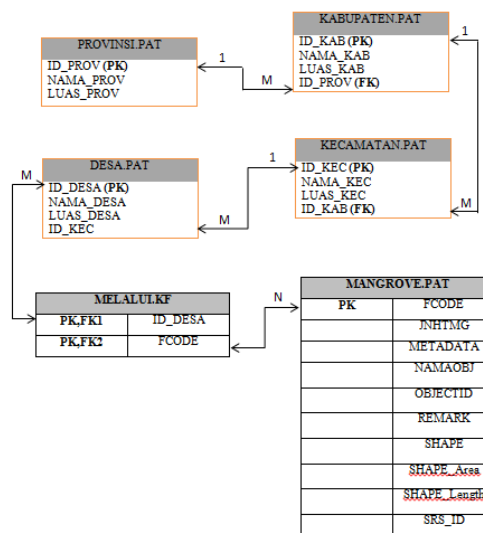 PROVINSI.PAT
ID_PROV (PK)
NAMA_PROV
LUAS_PROV
1
M
KABUPATEN.PAT
ID_KAB (PK)
NAMA_KAB
LUAS_KAB
ID_PROV (FK)
1
M
DESA.PAT
ID_DESA (PK)
NAMA_DESA
LUAS_DESA
ID_KEC
M
1
M
KECAMATAN.PAT
ID_KEC (PK)
NAMA_KEC
LUAS_KEC
ID_KAB (FK)
MELALUI.KF
PK,FK1 ID_DESA
PK,FK2 FCODE
N
MANGROVE.PAT
PK FCODE
JNHTMG
METADATA
NAMAOBJ
OBJECTID
REMARK
SHAPE
SHAPE_Area
SHAPE_Length
SRS_ID